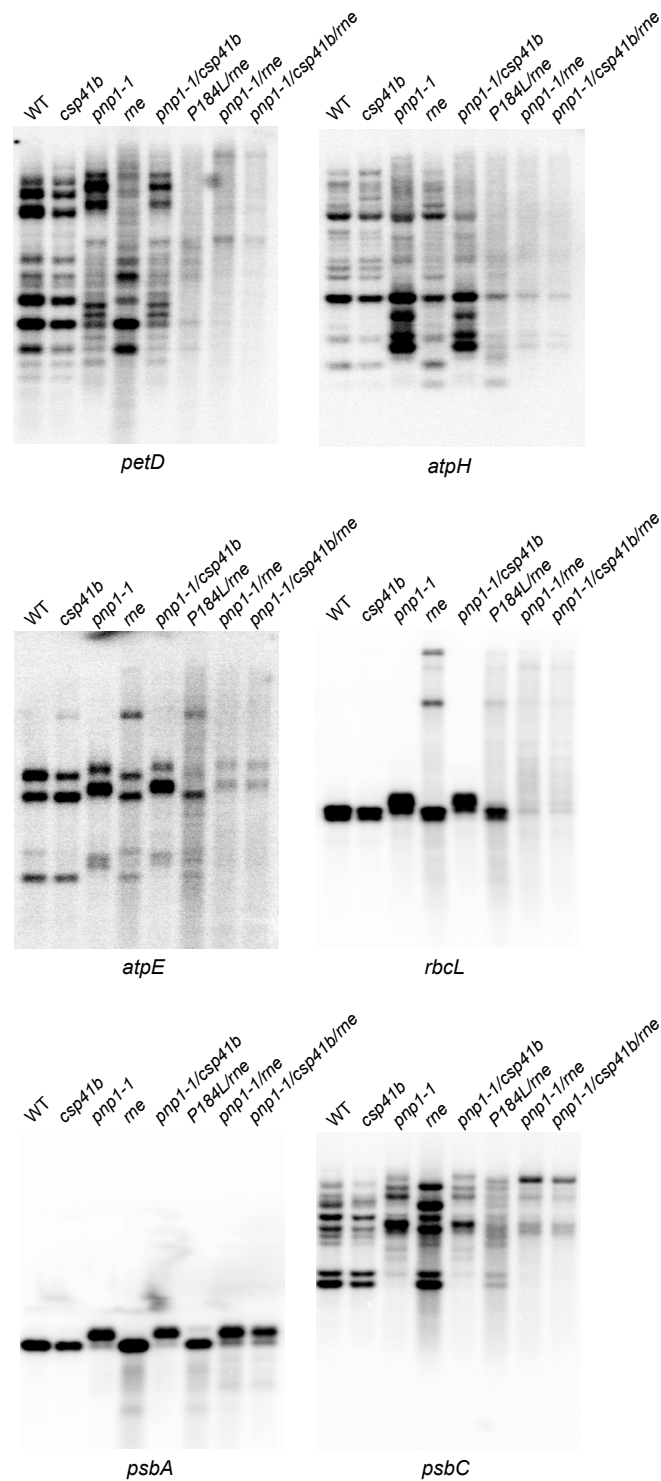 WT csp41b pnp1-1 rne pnp1-1/csp41b P184L/rne pnp1-1/rne pnp1-1/csp41b/rne
WT csp41b pnp1-1 rne pnp1-1/csp41b P184L/rne pnp1-1/rne pnp1-1/csp41b/rne
petD
atpH
WT csp41b pnp1-1 rne pnp1-1/csp41b P184L/rne pnp1-1/rne pnp1-1/csp41b/rne
WT csp41b pnp1-1 rne pnp1-1/csp41b P184L/rne pnp1-1/rne pnp1-1/csp41b/rne
atpE
rbcL
WT csp41b pnp1-1 rne pnp1-1/csp41b P184L/rne pnp1-1/rne pnp1-1/csp41b/rne
WT csp41b pnp1-1 rne pnp1-1/csp41b P184L/rne pnp1-1/rne pnp1-1/csp41b/rne
psbA
psbC